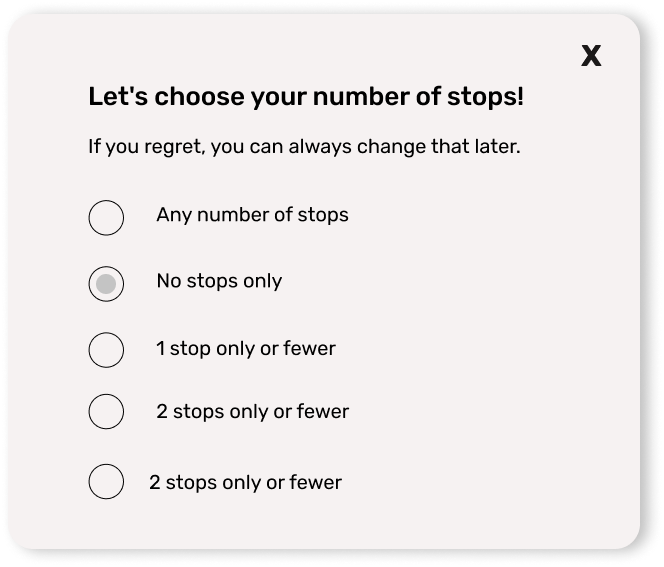 X
Let's choose your number of stops!
If you regret, you can always change that later.
Any number of stops
No stops only
1 stop only or fewer
2 stops only or fewer
2 stops only or fewer